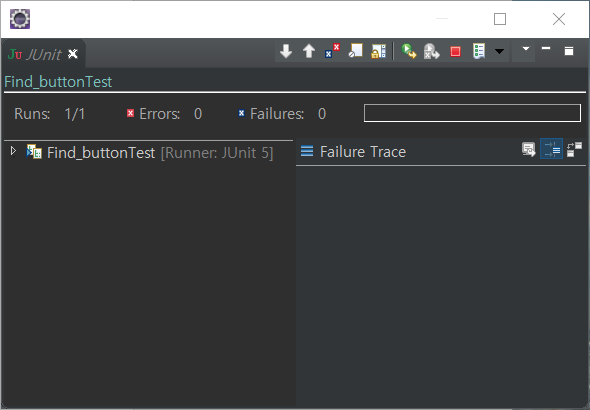 JUnit
Find_buttonTest
Runs: 1/1 Errors: 0 Failures: 0
Find_buttonTest [Runner: JUnit 5]
Failure Trace